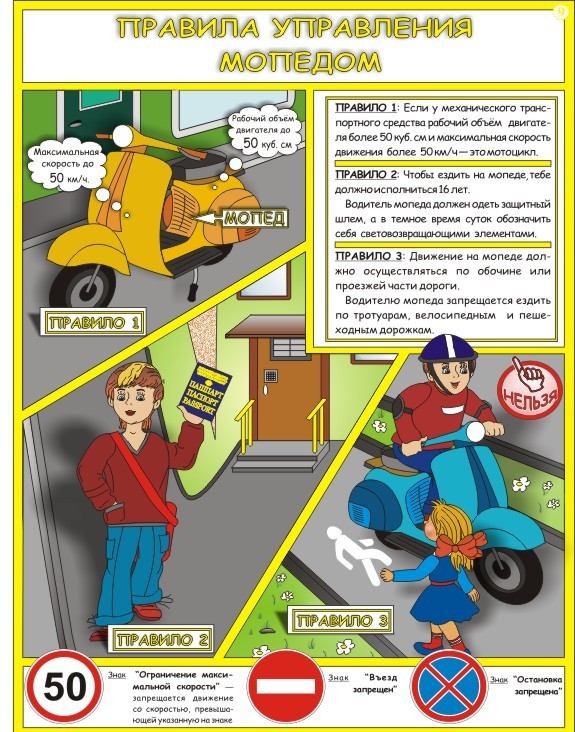 9
ПРАВИЛА УПРАВЛЕНИЯ
МОПЕДОМ
Максимальная
скорость до
50 км/ч.
Рабочий объём
двигателя до
50 куб. см
МОПЕД
ПРАВИЛО 1
ПРАВИЛО 1: Если у механического транс-
портного средства рабочий объём двигате-
ля более 50 куб. см и максимальная скорость
движения более 50 км/ч — это мотоцикл.
ПРАВИЛО 2: Чтобы ездить на мопеде, тебе
должно исполниться 16 лет.
Водитель мопеда должен одеть защитный
шлем, а в темное время суток обозначить
себя световозвращающими элементами.
ПРАВИЛО 3: Движение на мопеде дол-
жно осуществляться по обочине или
проезжей части дороги.
Водителю мопеда запрещается ездить
по тротуарам, велосипедным и пеше-
ходным дорожкам.
ПАШПАРТ
ПАСПОРТ
PASSPORT
НЕЛЬЗЯ
ПРАВИЛО 2
ПРАВИЛО 3
50
Знак "Ограничение макси-
мальной скорости" —
запрещается движение
со скоростью, превыша-
ющей указанную на знаке
Знак "Въезд
запрещен"
Знак "Остановка
запрещена"